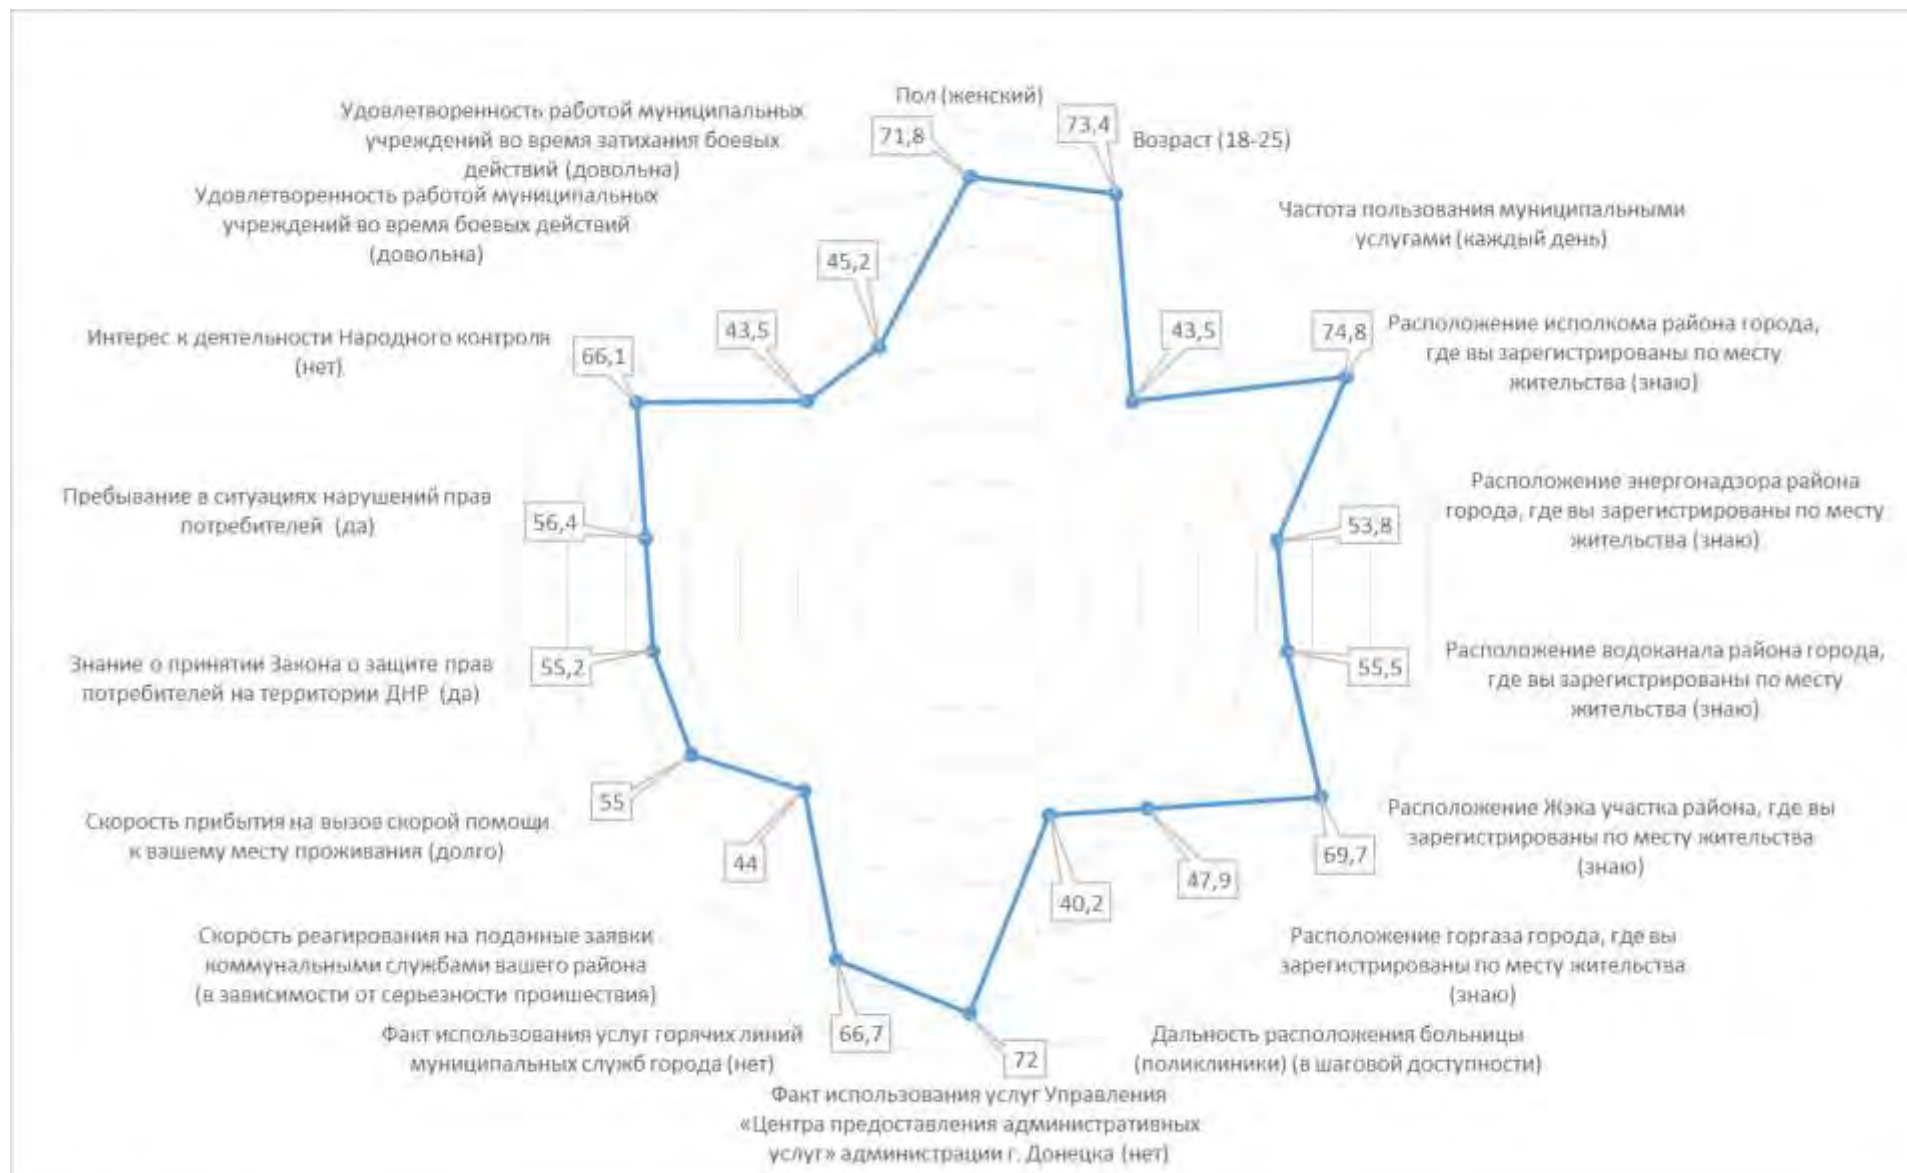 Пол (женский)
71,8
73,4
Возраст (18-25)
Частота пользования муниципальными
услугами (каждый день)
43,5
74,8
Расположение исполкома района города,
где вы зарегистрированы по месту
жительства (знаю)
Расположение энергонадзора района
города, где вы зарегистрированы по месту
жительства (знаю)
53,8
55,5
Расположение водоканала района города,
где вы зарегистрированы по месту
жительства (знаю)
Расположение Жэка участка района, где вы
зарегистрированы по месту жительства
(знаю)
69,7
47,9
Расположение горгаза города, где вы
зарегистрированы по месту жительства
(знаю)
40,2
Дальность расположения больницы
(поликлиники) (в шаговой доступности)
72
Факт использования услуг Управления
«Центра предоставления административных
услуг» администрации г. Донецка (нет)
66,7
Факт использования услуг горячих линий
муниципальных служб города (нет)
44
Скорость реагирования на поданные заявки
коммунальными службами вашего района
(в зависимости от серьезности проишествия)
55
Скорость прибытия на вызов скорой помощи
к вашему месту проживания (долго)
55,2
Знание о принятии Закона о защите прав
потребителей на территории ДНР (да)
56,4
Пребывание в ситуациях нарушений прав
потребителей (да)
66,1
Интерес к деятельности Народного контроля
(нет)
43,5
Удовлетворенность работой муниципальных
учреждений во время боевых действий
(довольна)
45,2
Удовлетворенность работой муниципальных
учреждений во время затихания боевых
действий (довольна)